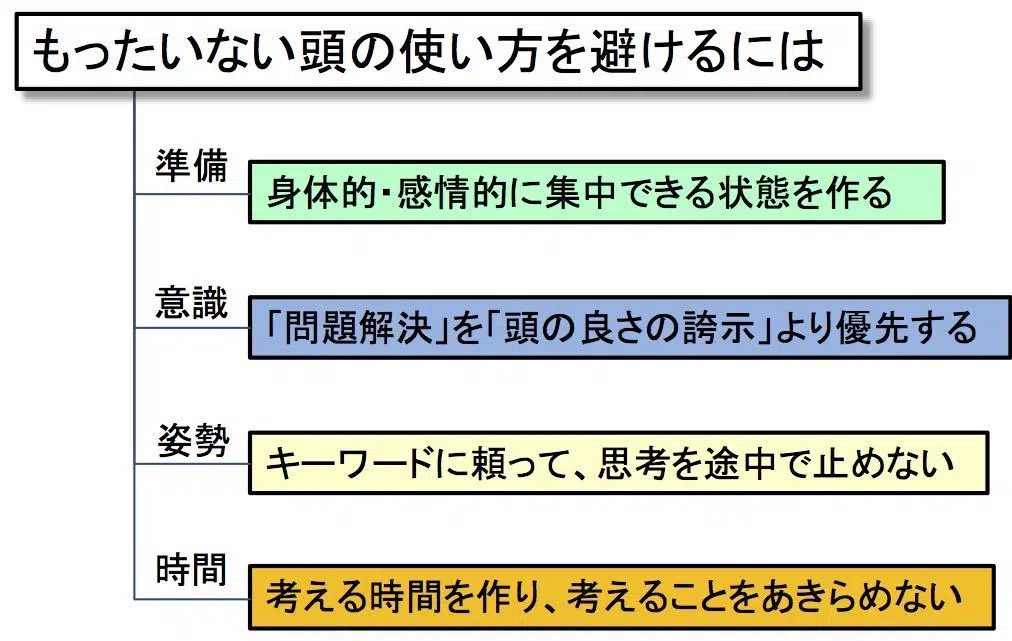 もったいない頭の使い方を避けるには
準備
身体的・感情的に集中できる状態を作る
意識
「問題解決」を「頭の良さの誇示」より優先する
姿勢
キーワードに頼って、思考を途中で止めない
時間
考える時間を作り、考えることをあきらめない